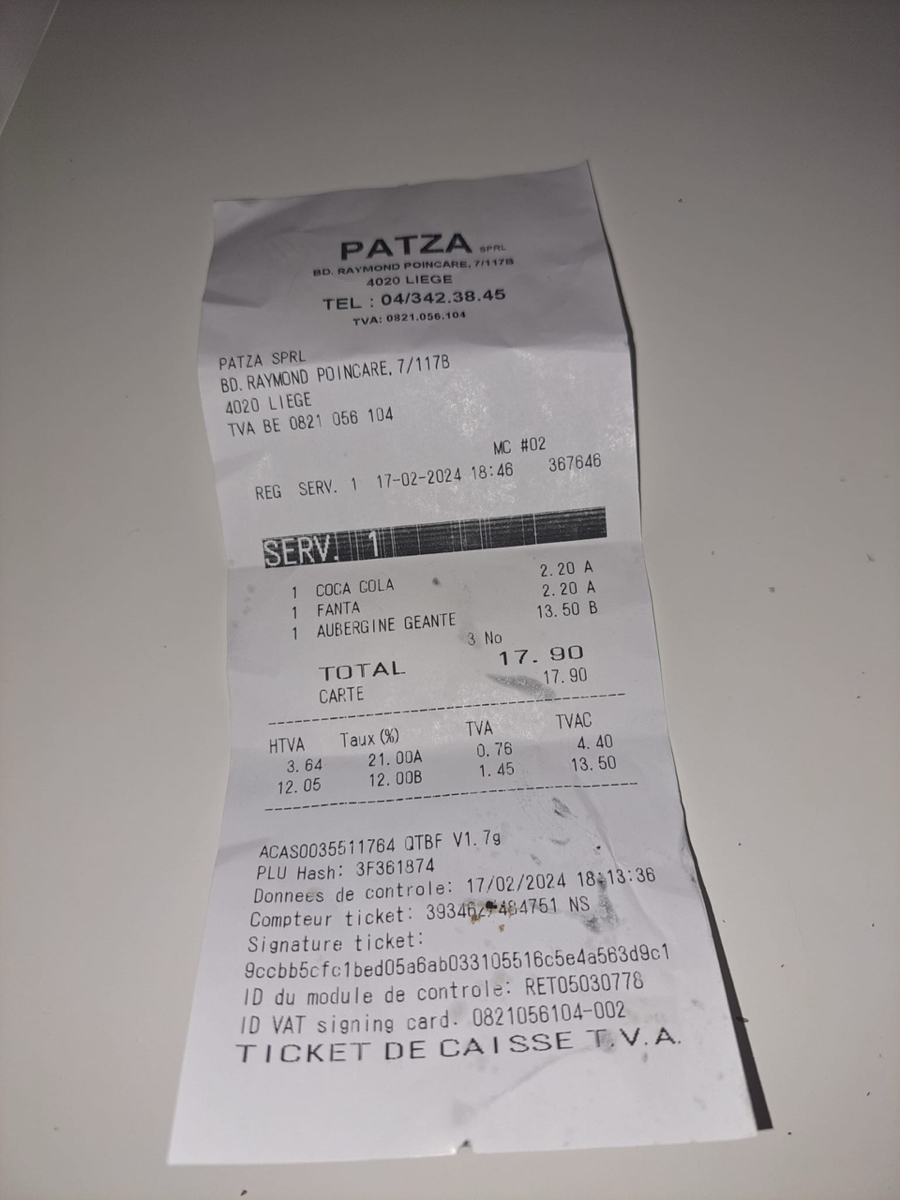 PATZA SPRL
BD. RAYMOND POINCARE, 7/117B
4020 LIEGE
TEL : 04/342.38.45
TVA: 0821.056.104
PATZA SPRL
BD. RAYMOND POINCARE, 7/117B
4020 LIEGE
TVA BE 0821 056 104
MC #02
REG SERV. 1 17-02-2024 18:46 367646
SERV. 1
1 COCA COLA 2.20 A
1 FANTA 2.20 A
1 AUBERGINE GEANTE 13.50 B
3 No
TOTAL 17.90
CARTE 17.90
HTVA Taux (%) TVA TVAC
3.64 21.00A 0.76 4.40
12.05 12.00B 1.45 13.50
ACAS0035511764 QTBF V1.7g
PLU Hash: 3F361874
Donnees de controle: 17/02/2024 18:13:36
Compteur ticket: NS
Signature ticket:
9ccbb5cfc1bed05a6ab033105516c5e4a563d9c1
ID du module de controle: RET05030778
ID VAT signing card. 0821056104-002
TICKET DE CAISSE T.V.A.